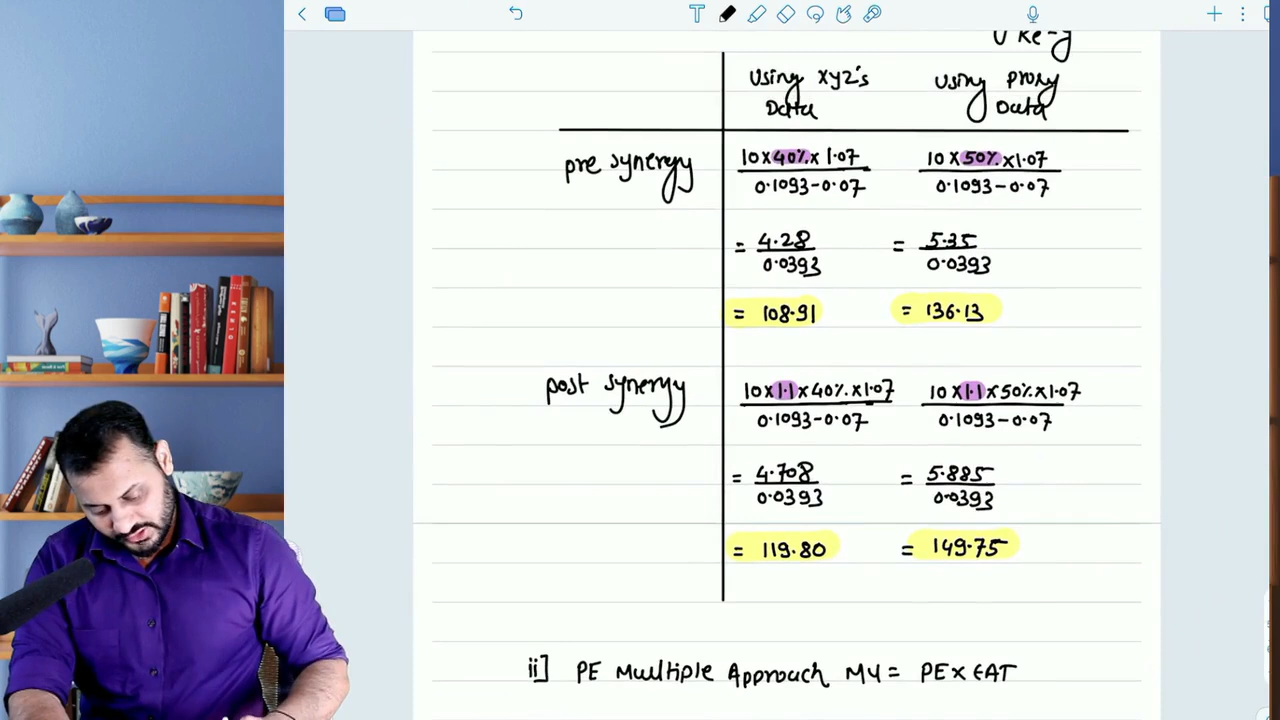 Ke-g
Using XYZ's Data
Using proxy Data
pre synergy
10 x 40% x 1.07
0.1093-0.07
10 x 50% x 1.07
0.1093-0.07
= 4.28
0.0393
= 5.35
0.0393
= 108.91
= 136.13
post synergy
10 x 1.1 x 40% x 1.07
0.1093-0.07
10 x 1.1 x 50% x 1.07
0.1093-0.07
= 4.708
0.0393
= 5.885
0.0393
= 119.80
= 149.75
ii] PE Multiple Approach MV = PE x EAT